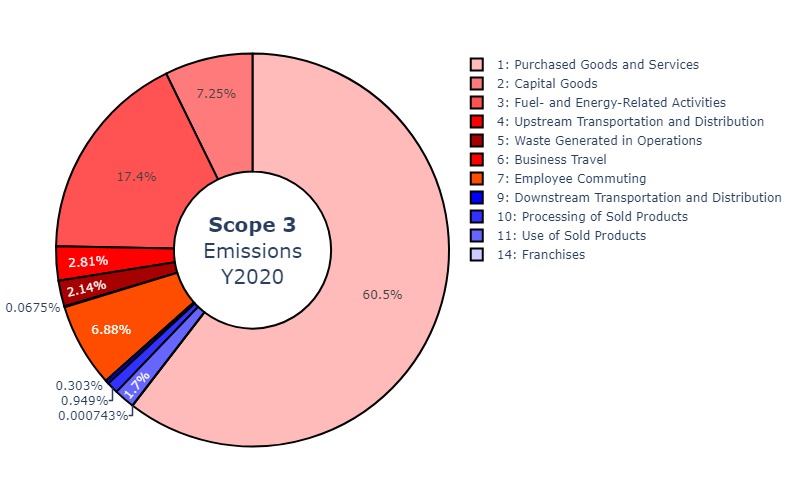 7.25%
17.4%
Scope 3
Emissions
Y2020
2.81%
2.14%
0.0675%
60.5%
6.88%
0.303%
0.949%
1.7%
0.000743%
1: Purchased Goods and Services
2: Capital Goods
3: Fuel- and Energy-Related Activities
4: Upstream Transportation and Distribution
5: Waste Generated in Operations
6: Business Travel
7: Employee Commuting
9: Downstream Transportation and Distribution
10: Processing of Sold Products
11: Use of Sold Products
14: Franchises